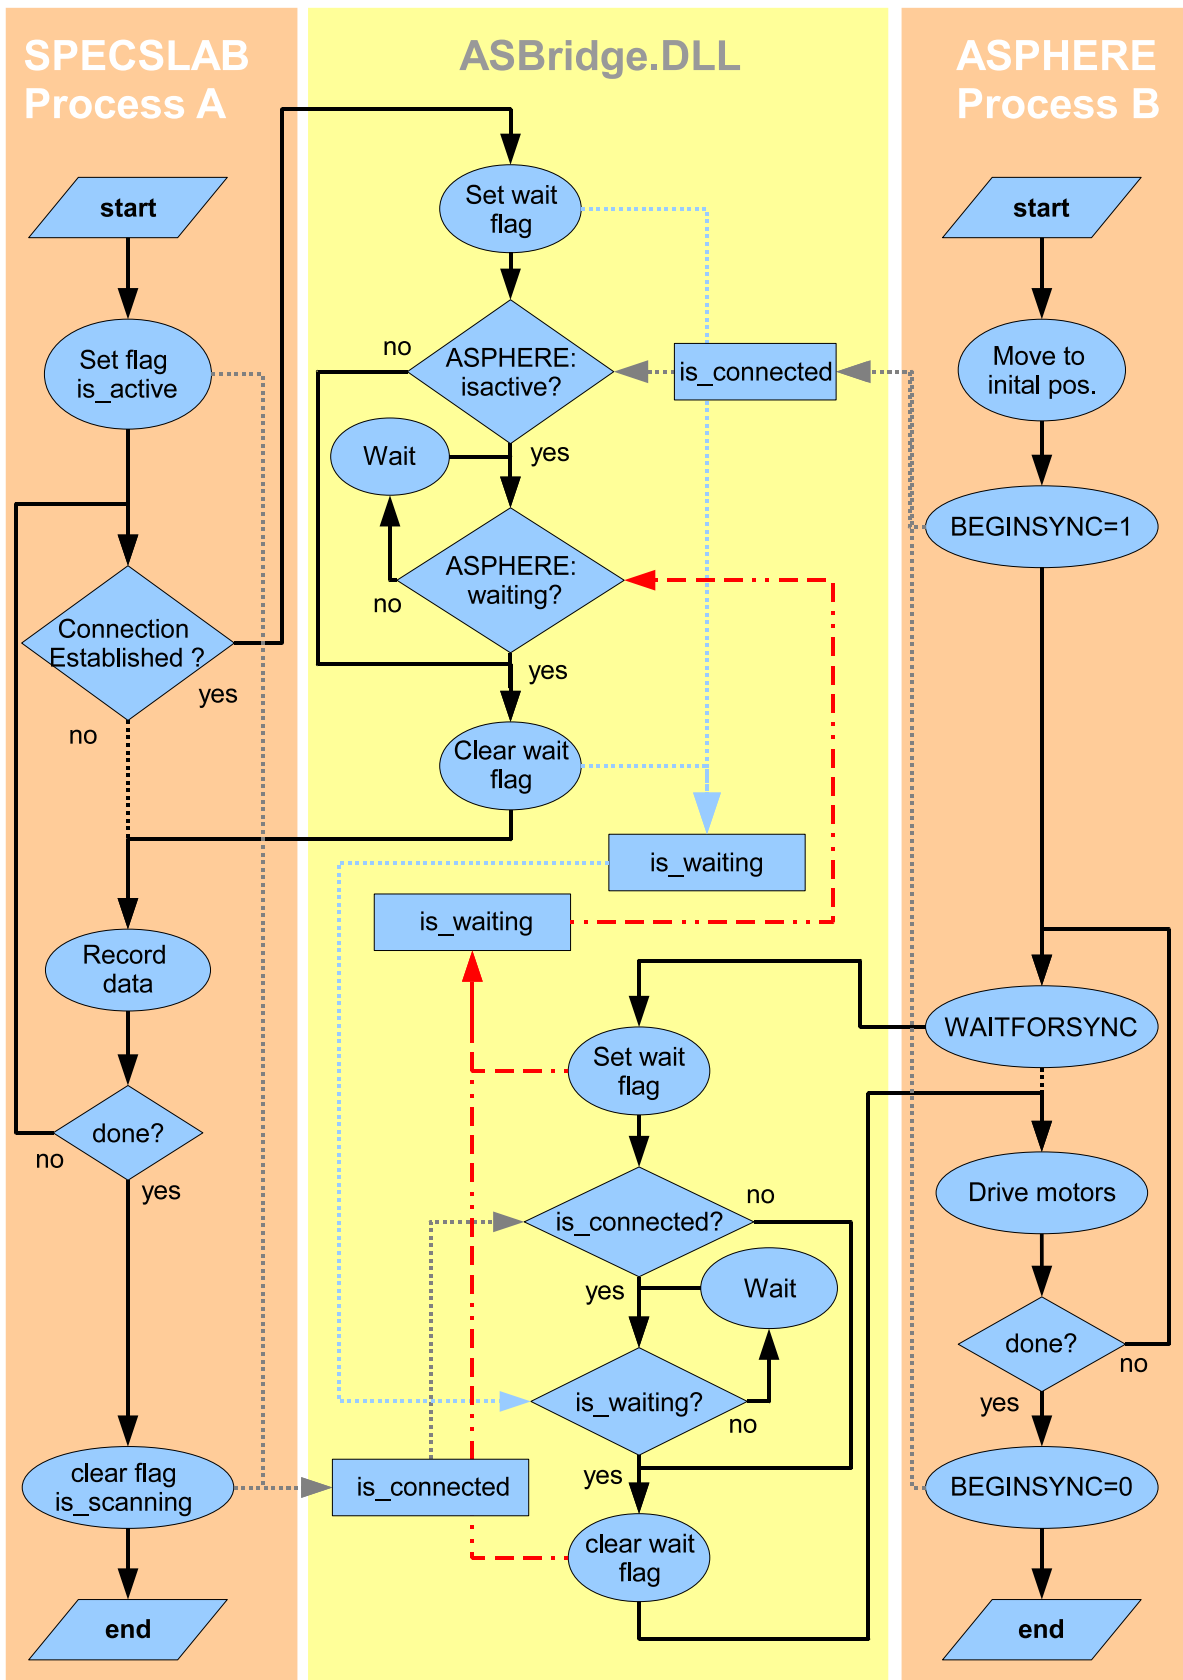 SPECSLAB
Process A
start
Set flag
is_active
Connection
Established ?
yes
no
Record
data
done?
no
yes
clear flag
is_scanning
end
ASBridge.DLL
Set wait
flag
no
ASPHERE:
isactive?
is_connected
Wait
yes
ASPHERE:
waiting?
no
yes
Clear wait
flag
is_waiting
is_waiting
Set wait
flag
no
is_connected?
yes
Wait
is_waiting?
no
yes
is_connected
clear wait
flag
ASPHERE
Process B
start
Move to
inital pos.
BEGINSYNC=1
WAITFORSYNC
Drive motors
done?
no
yes
BEGINSYNC=0
end